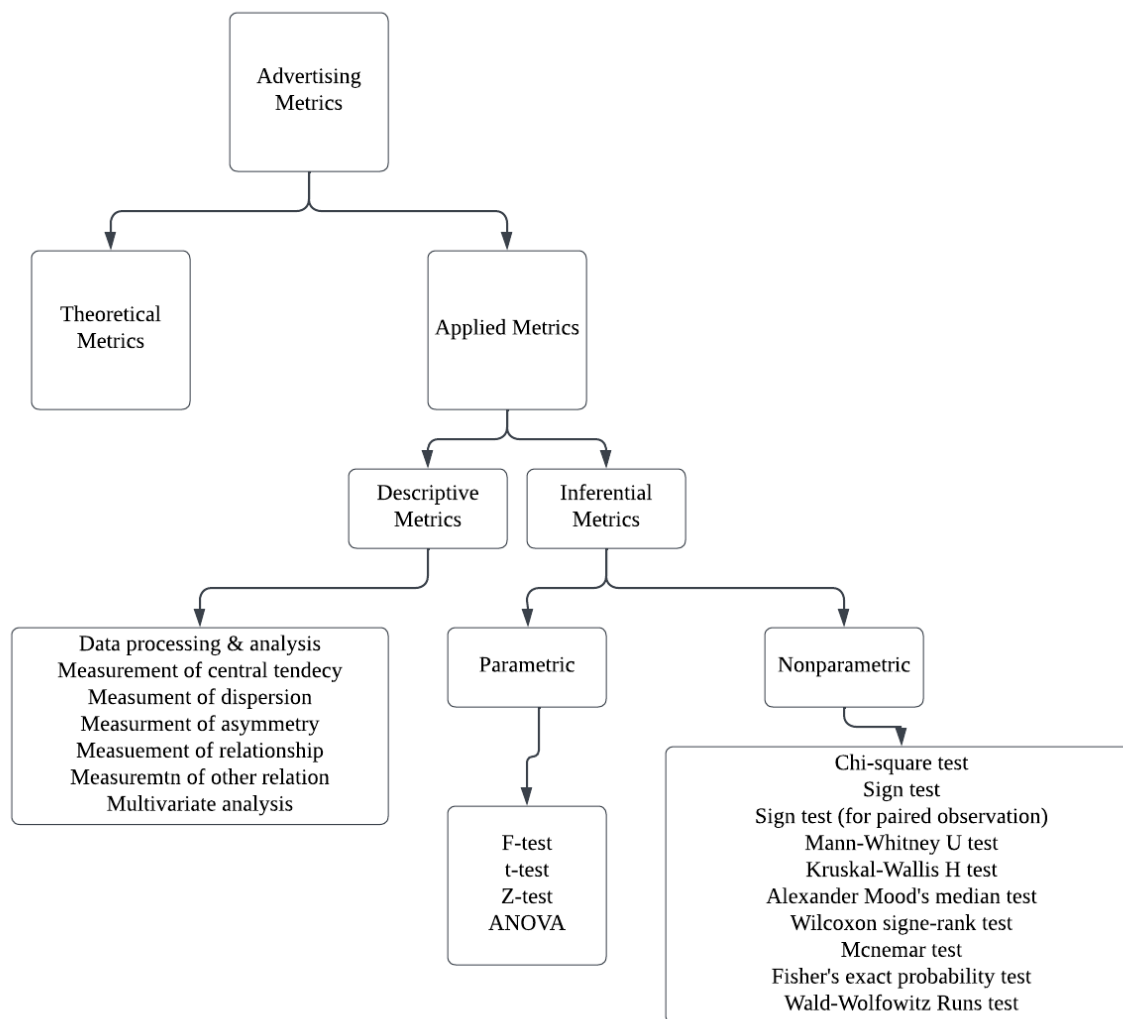 Advertising
Metrics
Theoretical
Metrics
Applied Metrics
Descriptive
Metrics
Inferential
Metrics
Data processing & analysis
Measurement of central tendecy
Measument of dispersion
Measurment of asymmetry
Measuement of relationship
Measuremtn of other relation
Multivariate analysis
Parametric
Nonparametric
F-test
t-test
Z-test
ANOVA
Chi-square test
Sign test
Sign test (for paired observation)
Mann-Whitney U test
Kruskal-Wallis H test
Alexander Mood's median test
Wilcoxon signe-rank test
Mcnemar test
Fisher's exact probability test
Wald-Wolfowitz Runs test